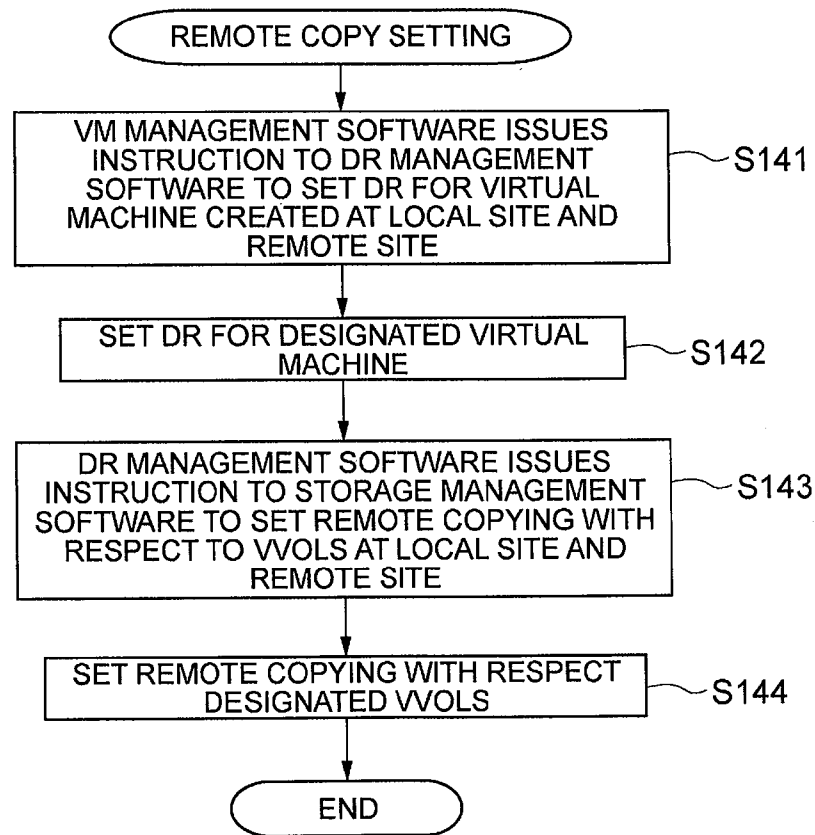 REMOTE COPY SETTING
VM MANAGEMENT SOFTWARE ISSUES
INSTRUCTION TO DR MANAGEMENT
SOFTWARE TO SET DR FOR VIRTUAL
MACHINE CREATED AT LOCAL SITE AND
REMOTE SITE
S141
SET DR FOR DESIGNATED VIRTUAL
MACHINE
S142
DR MANAGEMENT SOFTWARE ISSUES
INSTRUCTION TO STORAGE MANAGEMENT
SOFTWARE TO SET REMOTE COPYING WITH
RESPECT TO VVOLS AT LOCAL SITE AND
REMOTE SITE
S143
SET REMOTE COPYING WITH RESPECT
DESIGNATED VVOLS
S144
END